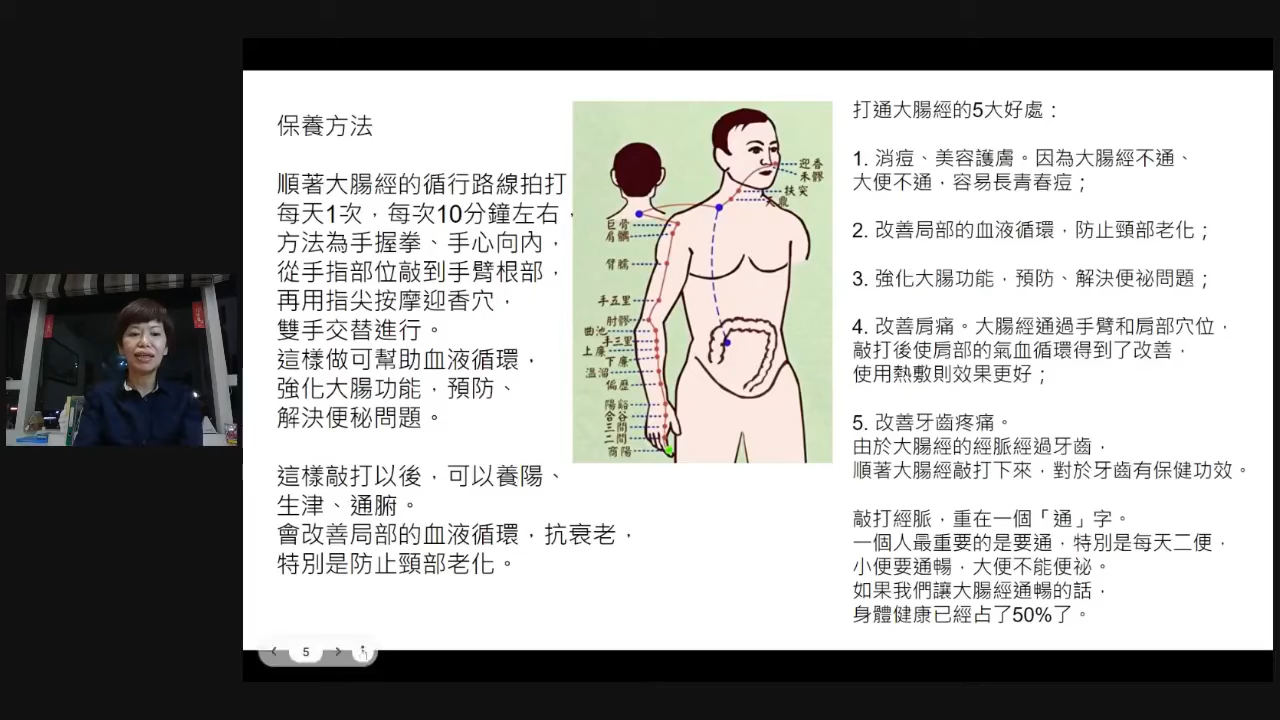 保養方法
順著大腸經的循行路線拍打
每天1次，每次10分鐘左右，
方法為手握拳、手心向內，
從手指部位敲到手臂根部，
再用指尖按摩迎香穴，
雙手交替進行。
這樣做可幫助血液循環，
強化大腸功能，預防、
解決便秘問題。
這樣敲打以後，可以養陽、
生津、通腑。
會改善局部的血液循環，抗衰老，
特別是防止頸部老化。
迎香
禾髎
扶突
天鼎
巨骨
肩髃
臂臑
手五里
肘髎
曲池
手三里
上廉
下廉
溫溜
偏歷
陽谿
合谷
三間
二間
商陽
打通大腸經的5大好處：
1. 消痘、美容護膚。因為大腸經不通、
大便不通，容易長青春痘；
2. 改善局部的血液循環，防止頸部老化；
3. 強化大腸功能，預防、解決便祕問題；
4. 改善肩痛。大腸經通過手臂和肩部穴位，
敲打後使肩部的氣血循環得到了改善，
使用熱敷則效果更好；
5. 改善牙齒疼痛。
由於大腸經的經脈經過牙齒，
順著大腸經敲打下來，對於牙齒有保健功效。
敲打經脈，重在一個「通」字。
一個人最重要的是要通，特別是每天二便，
小便要通暢，大便不能便祕。
如果我們讓大腸經通暢的話，
身體健康已經占了50%了。
5